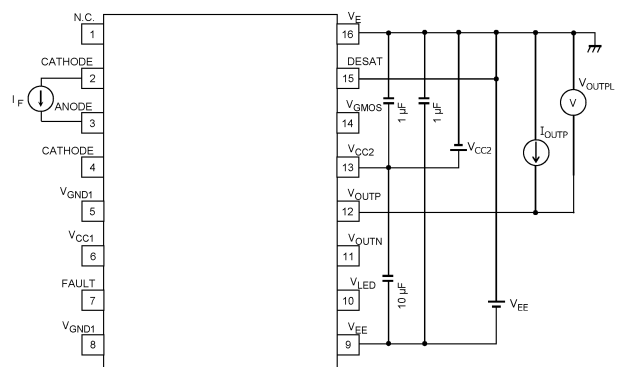 N.C.
1
CATHODE
2
I F
ANODE
3
CATHODE
4
VGND1
5
VCC1
6
FAULT
7
VGND1
8
VE
16
DESAT
15
VGMOS
14
VCC2
13
VOUTP
12
VOUTN
11
VLED
10
VEE
9
1 µF
1 µF
10 µF
VCC2
VEE
IOUTP
VOUTPL
V